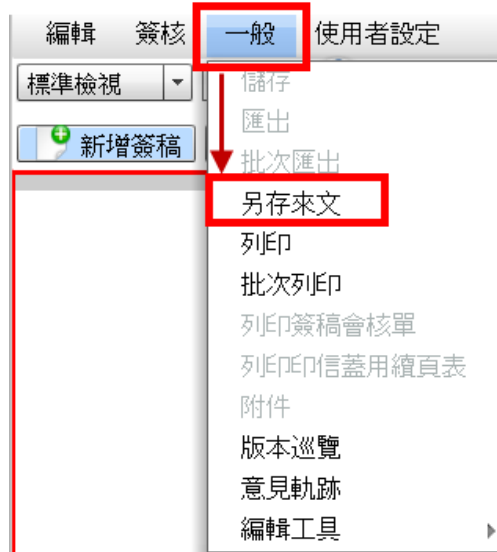 編輯 簽核 一般 使用者設定
標準檢視
儲存
匯出
新增簽稿
批次匯出
另存來文
列印
批次列印
列印簽稿會核單
列印印信蓋用續頁表
附件
版本巡覽
意見軌跡
編輯工具